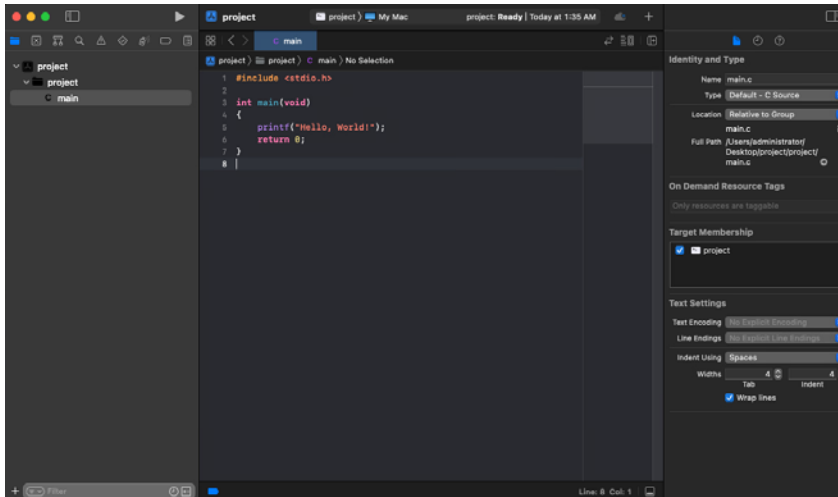 project
project
My Mac
project: Ready | Today at 1:35 AM
main
project
project
main
project
project
main
No Selection
1 #include <stdio.h>
2
3 int main(void)
4 {
5     printf("Hello, World!");
6     return 0;
7 }
8
Filter
Line: 8 Col: 1
Identity and Type
Name main.c
Type Default - C Source
Location Relative to Group
main.c
Full Path /Users/administrator/
Desktop/project/project/
main.c
On Demand Resource Tags
Only resources are taggable
Target Membership
project
Text Settings
Text Encoding No Explicit Encoding
Line Endings No Explicit Line Endings
Indent Using Spaces
Widths 4 4
Tab Indent
Wrap lines